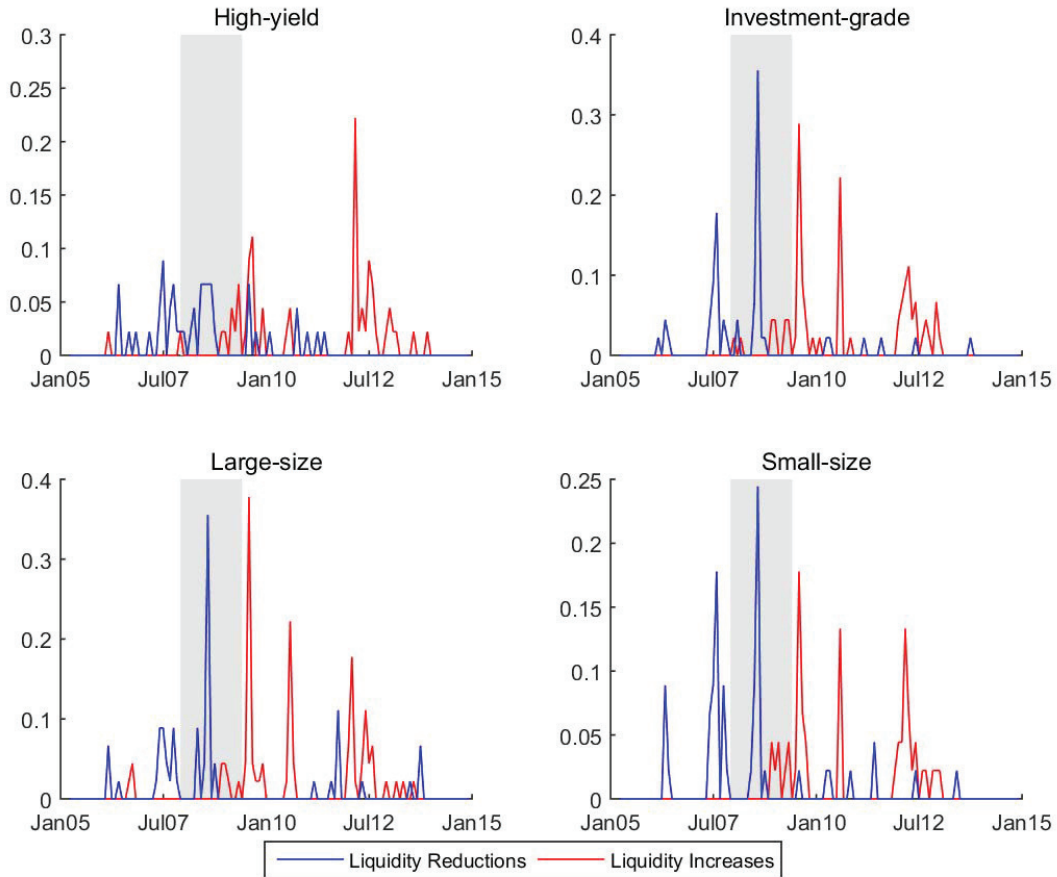 High-yield
0.3
0.25
0.2
0.15
0.1
0.05
0
Jan05 Jul07 Jan10 Jul12 Jan15
Investment-grade
0.4
0.3
0.2
0.1
0
Jan05 Jul07 Jan10 Jul12 Jan15
Large-size
0.4
0.3
0.2
0.1
0
Jan05 Jul07 Jan10 Jul12 Jan15
Small-size
0.25
0.2
0.15
0.1
0.05
0
Jan05 Jul07 Jan10 Jul12 Jan15
Liquidity Reductions Liquidity Increases